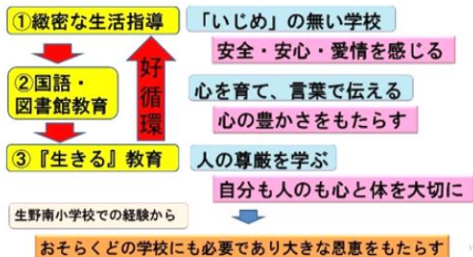 ①緻密な生活指導
「いじめ」の無い学校
安全・安心・愛情を感じる
好循環
②国語・
図書館教育
心を育て、言葉で伝える
心の豊かさをもたらす
③『生きる』教育
人の尊厳を学ぶ
自分も人のも心と体を大切に
生野南小学校での経験から
おそらくどの学校にも必要であり大きな恩恵をもたらす